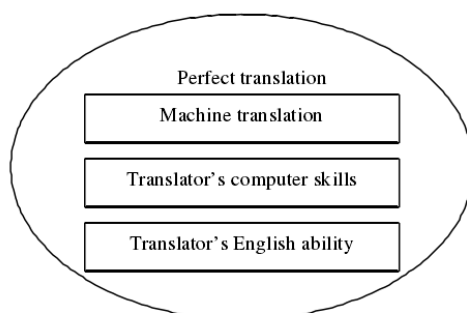 Perfect translation
Machine translation
Translator's computer skills
Translator's English ability